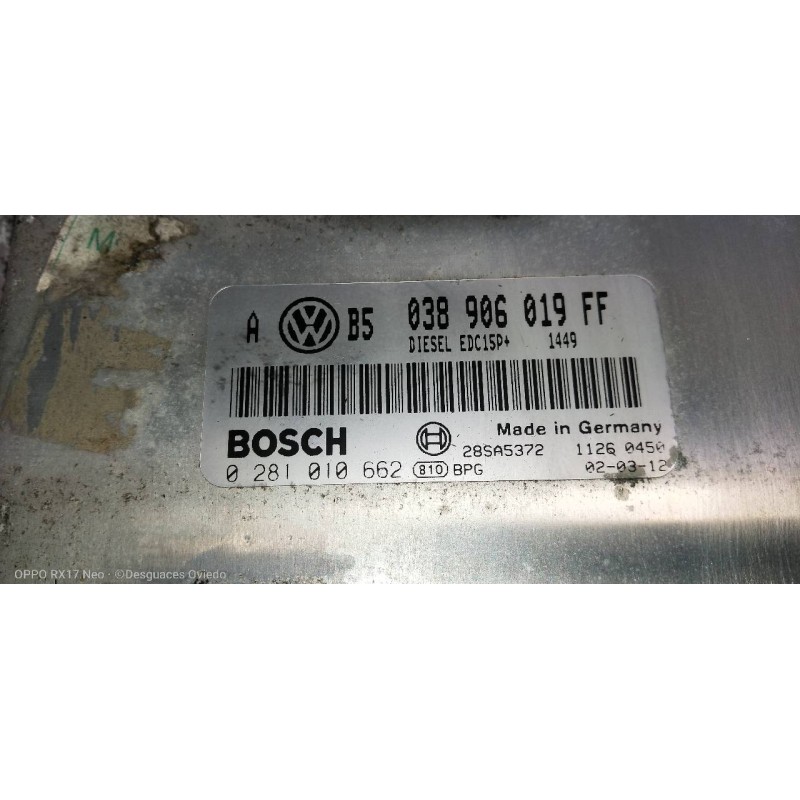 M
A VW B5 038 906 019 FF
DIESEL EDC15P+ 1449
BOSCH
Made in Germany
28SA5372 1126 0450
0 281 010 662 810 BPG 02-03-12
OPPO RX17 Neo · ©Desguaces Oviedo